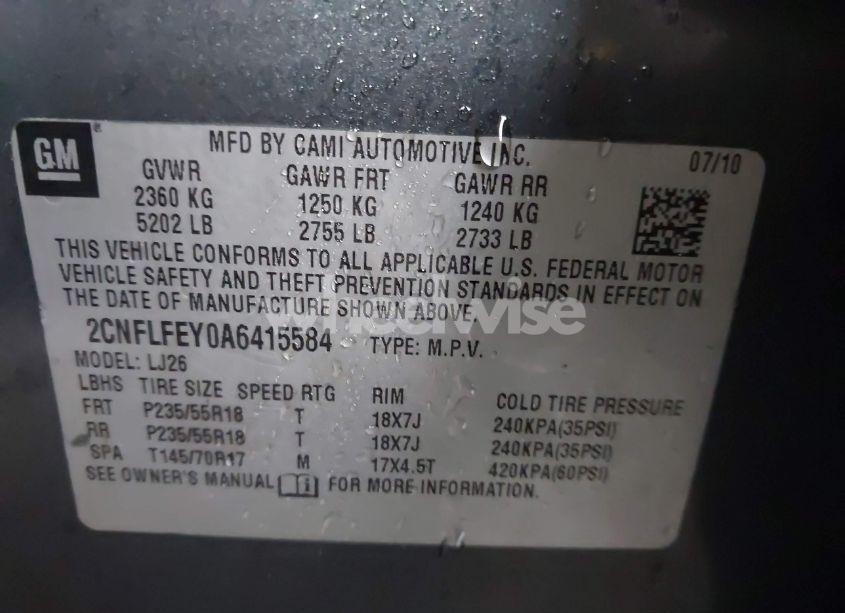 GM ®
MFD BY CAMI AUTOMOTIVE INC.
07/10
GVWR GAWR FRT GAWR RR
2360 KG 1250 KG 1240 KG
5202 LB 2755 LB 2733 LB
THIS VEHICLE CONFORMS TO ALL APPLICABLE U.S. FEDERAL MOTOR
VEHICLE SAFETY AND THEFT PREVENTION STANDARDS IN EFFECT ON
THE DATE OF MANUFACTURE SHOWN ABOVE.
wheelwise
2CNFLFEY0A6415584 TYPE: M.P.V.
MODEL: LJ26
LBHS TIRE SIZE SPEED RTG RIM COLD TIRE PRESSURE
FRT P235/55R18 T 18X7J 240KPA(35PSI)
RR P235/55R18 T 18X7J 240KPA(35PSI)
SPA T145/70R17 M 17X4.5T 420KPA(60PSI)
SEE OWNER'S MANUAL i FOR MORE INFORMATION.